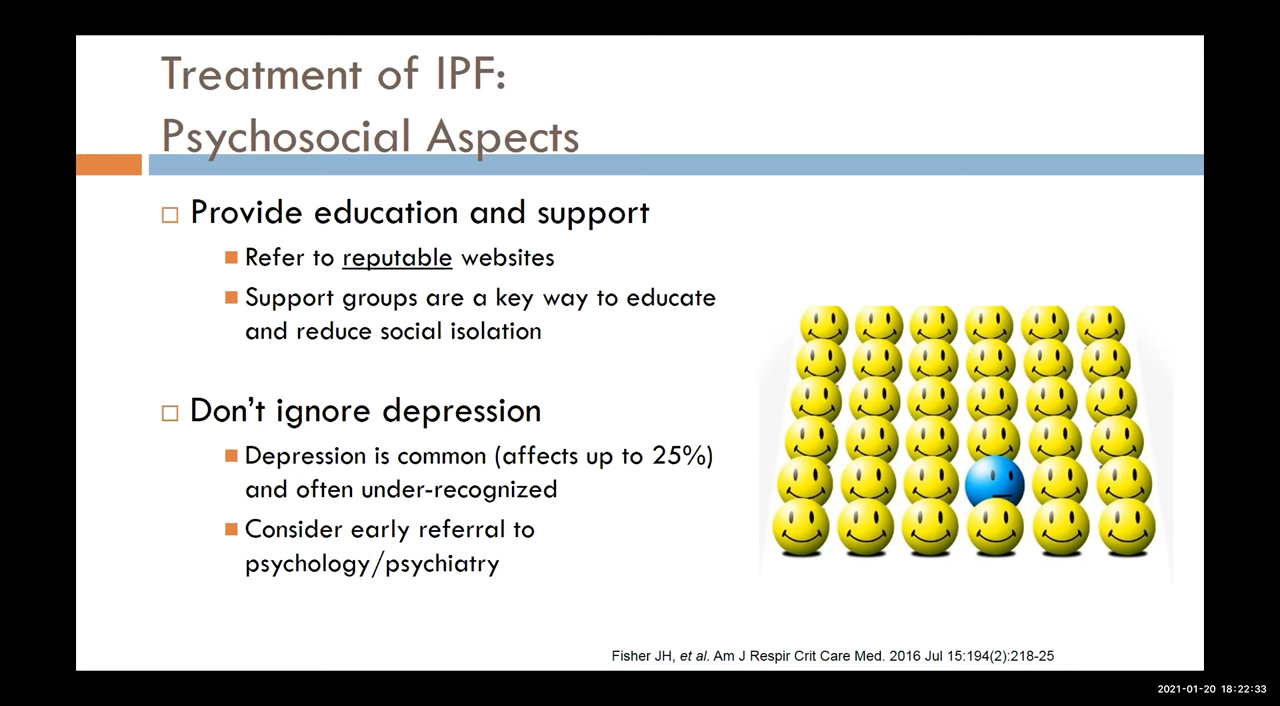 Treatment of IPF:
Psychosocial Aspects
Provide education and support
Refer to reputable websites
Support groups are a key way to educate
and reduce social isolation
Don't ignore depression
Depression is common (affects up to 25%)
and often under-recognized
Consider early referral to
psychology/psychiatry
Fisher JH, et al. Am J Respir Crit Care Med. 2016 Jul 15:194(2):218-25
2021-01-20 18:22:33